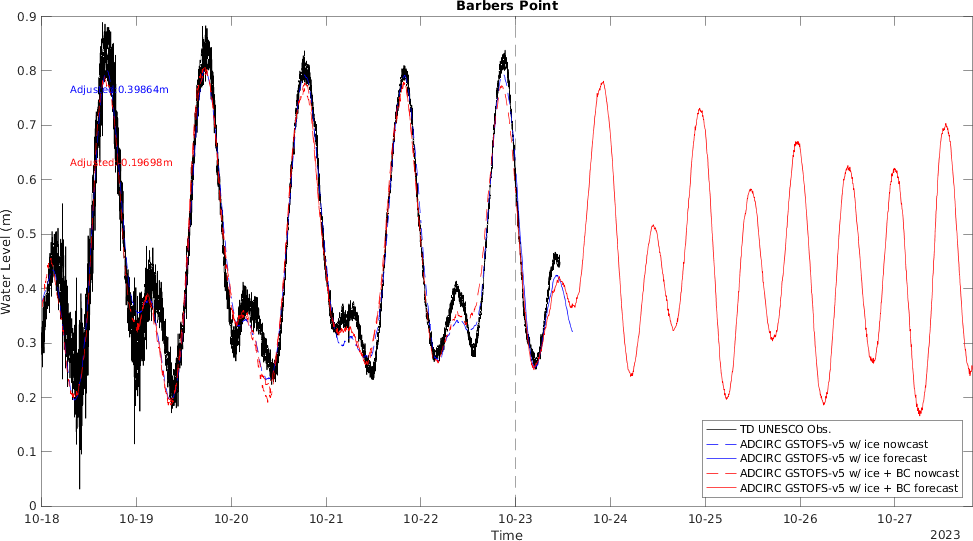 Barbers Point
0.9
0.8
0.7
0.6
0.5
0.4
0.3
0.2
0.1
0
Water Level (m)
Adjusted 0.39864m
Adjusted 0.19698m
TD UNESCO Obs.
ADCIRC GSTOFS-v5 w/ ice nowcast
ADCIRC GSTOFS-v5 w/ ice forecast
ADCIRC GSTOFS-v5 w/ ice + BC nowcast
ADCIRC GSTOFS-v5 w/ ice + BC forecast
10-18 10-19 10-20 10-21 10-22 10-23 10-24 10-25 10-26 10-27
Time
2023